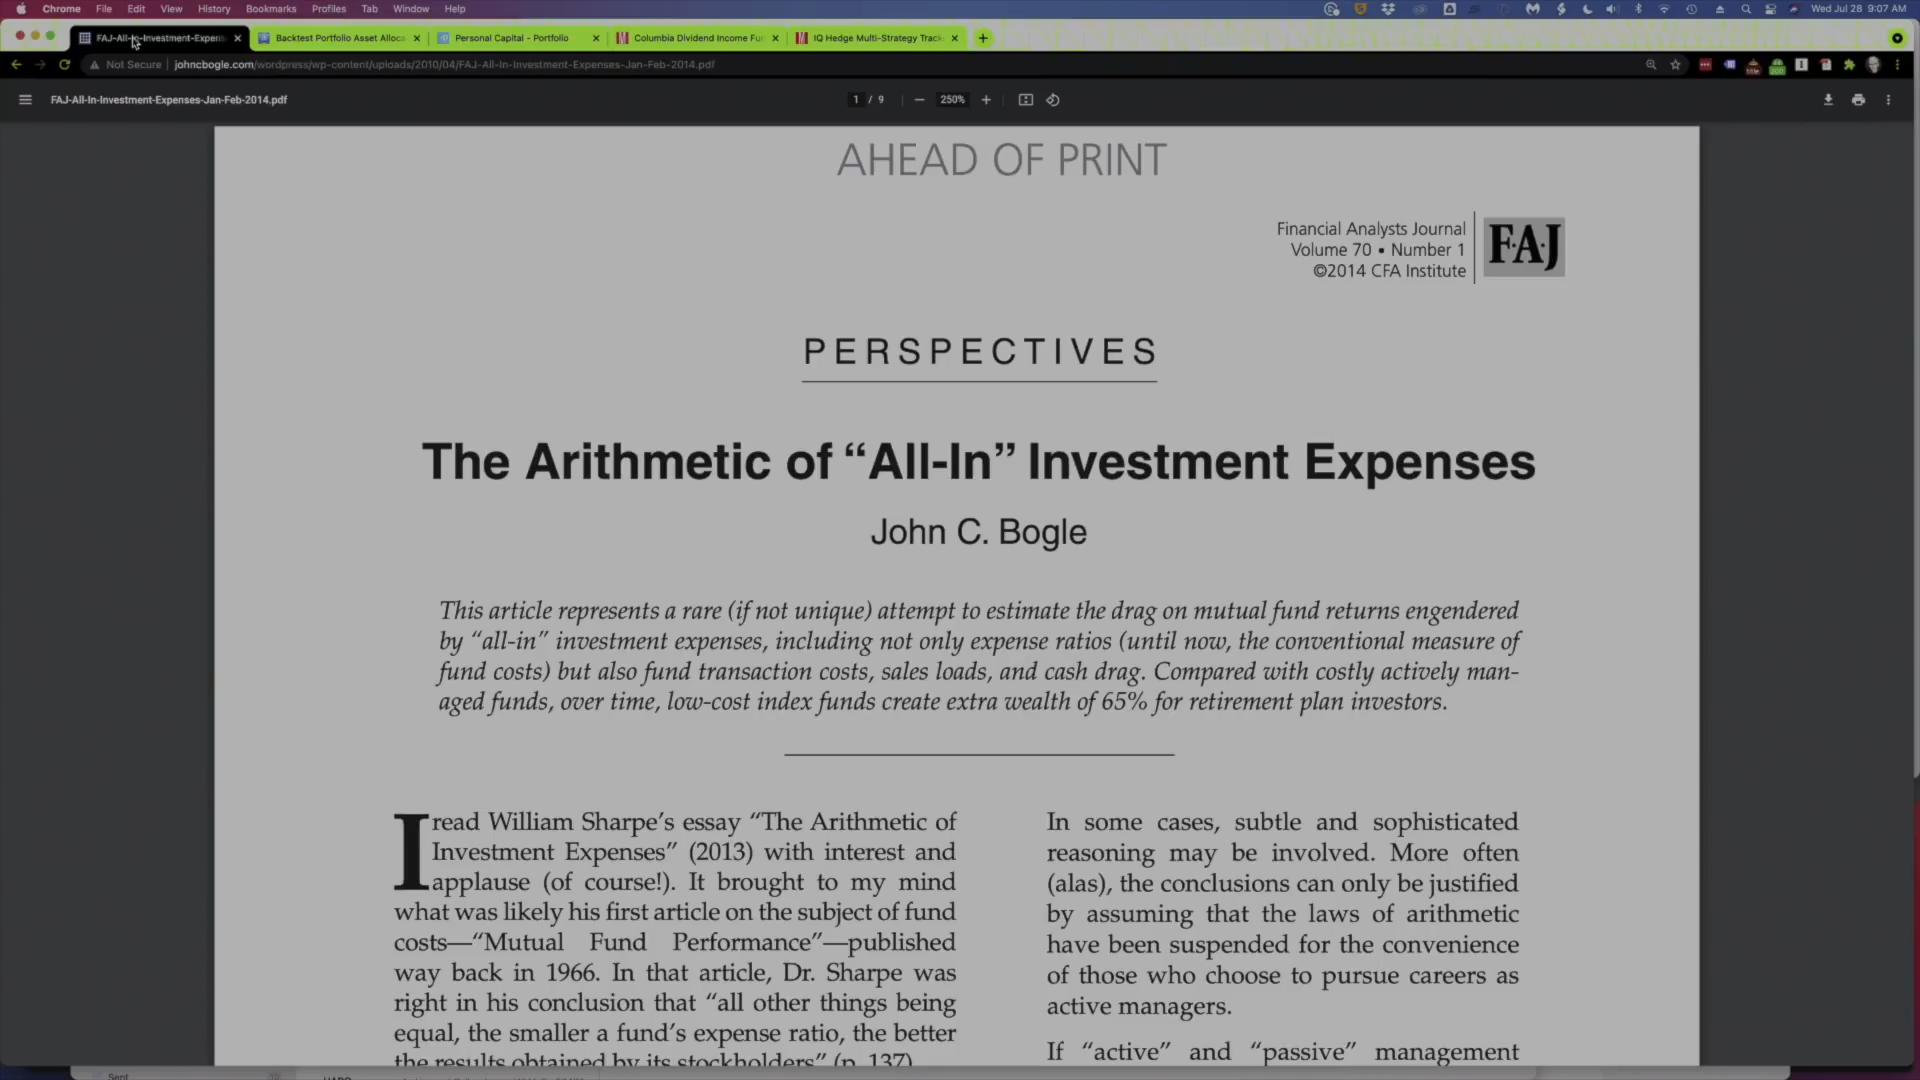 Chrome File Edit View History Bookmarks Profiles Tab Window Help
Wed Jul 28 9:07 AM
FAJ-All-In-Investment-Expens
Backtest Portfolio Asset Alloca
Personal Capital - Portfolio
Columbia Dividend Income Fu
IQ Hedge Multi-Strategy Track
Not Secure johncbogle.com/wordpress/wp-content/uploads/2010/04/FAJ-All-In-Investment-Expenses-Jan-Feb-2014.pdf
FAJ-All-In-Investment-Expenses-Jan-Feb-2014.pdf
1 / 9
250%
AHEAD OF PRINT
Financial Analysts Journal
Volume 70 • Number 1
©2014 CFA Institute
F·A·J
PERSPECTIVES
The Arithmetic of “All-In” Investment Expenses
John C. Bogle
This article represents a rare (if not unique) attempt to estimate the drag on mutual fund returns engendered
by “all-in” investment expenses, including not only expense ratios (until now, the conventional measure of
fund costs) but also fund transaction costs, sales loads, and cash drag. Compared with costly actively man-
aged funds, over time, low-cost index funds create extra wealth of 65% for retirement plan investors.
I read William Sharpe’s essay “The Arithmetic of
Investment Expenses” (2013) with interest and
applause (of course!). It brought to my mind
what was likely his first article on the subject of fund
costs—“Mutual Fund Performance”—published
way back in 1966. In that article, Dr. Sharpe was
right in his conclusion that “all other things being
equal, the smaller a fund’s expense ratio, the better
the results obtained by its stockholders” (p. 137).
In some cases, subtle and sophisticated
reasoning may be involved. More often
(alas), the conclusions can only be justified
by assuming that the laws of arithmetic
have been suspended for the convenience
of those who choose to pursue careers as
active managers.
If “active” and “passive” management
Sent